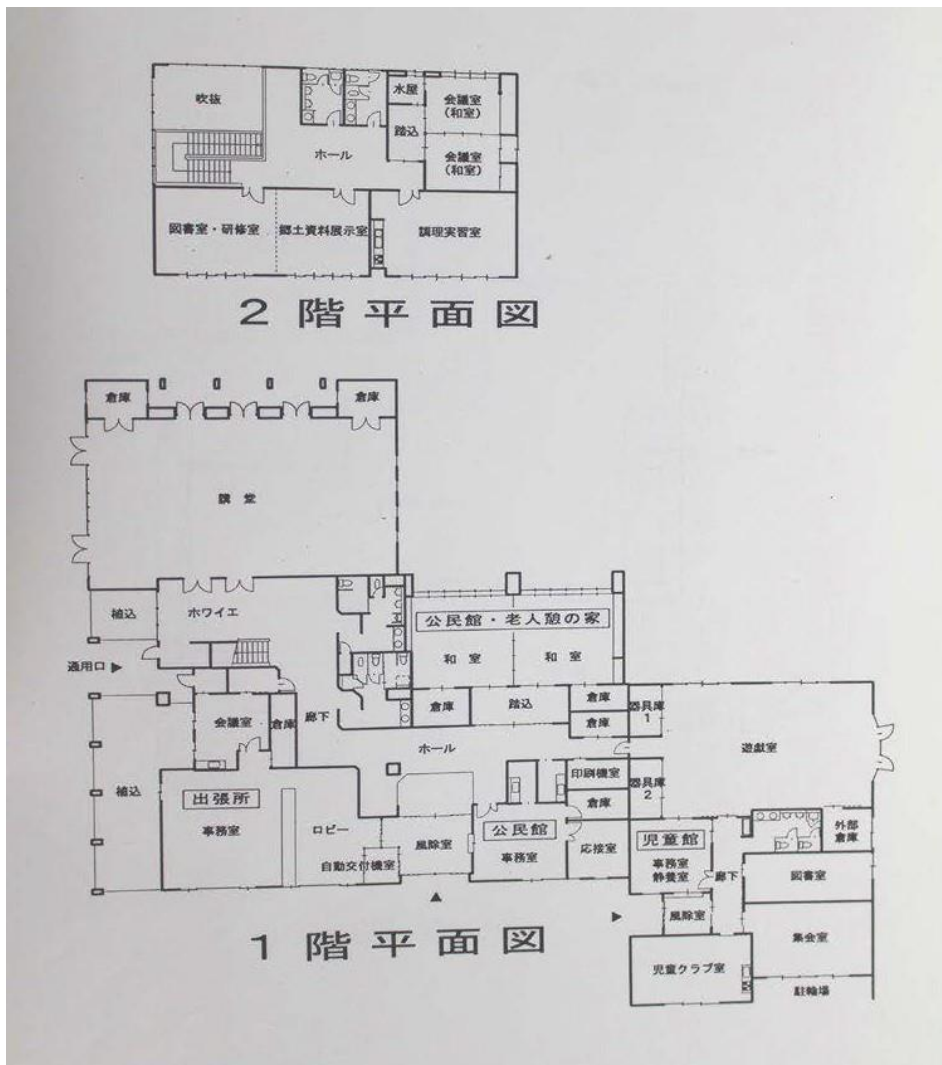 吹抜
水屋
会議室
(和室)
踏込
ホール
会議室
(和室)
図書室・研修室
郷土資料展示室
調理実習室
2階平面図
倉庫
倉庫
講堂
植込
ホワイエ
公民館・老人憩の家
和室
和室
通用口
会議室
倉庫
廊下
倉庫
踏込
倉庫
倉庫
器具庫
1
ホール
遊戯室
植込
出張所
事務室
ロビー
自動交付機室
風除室
公民館
事務室
印刷機室
倉庫
応接室
器具庫
2
児童館
事務室
静養室
廊下
外部
倉庫
図書室
風除室
集会室
児童クラブ室
駐輪場
1階平面図